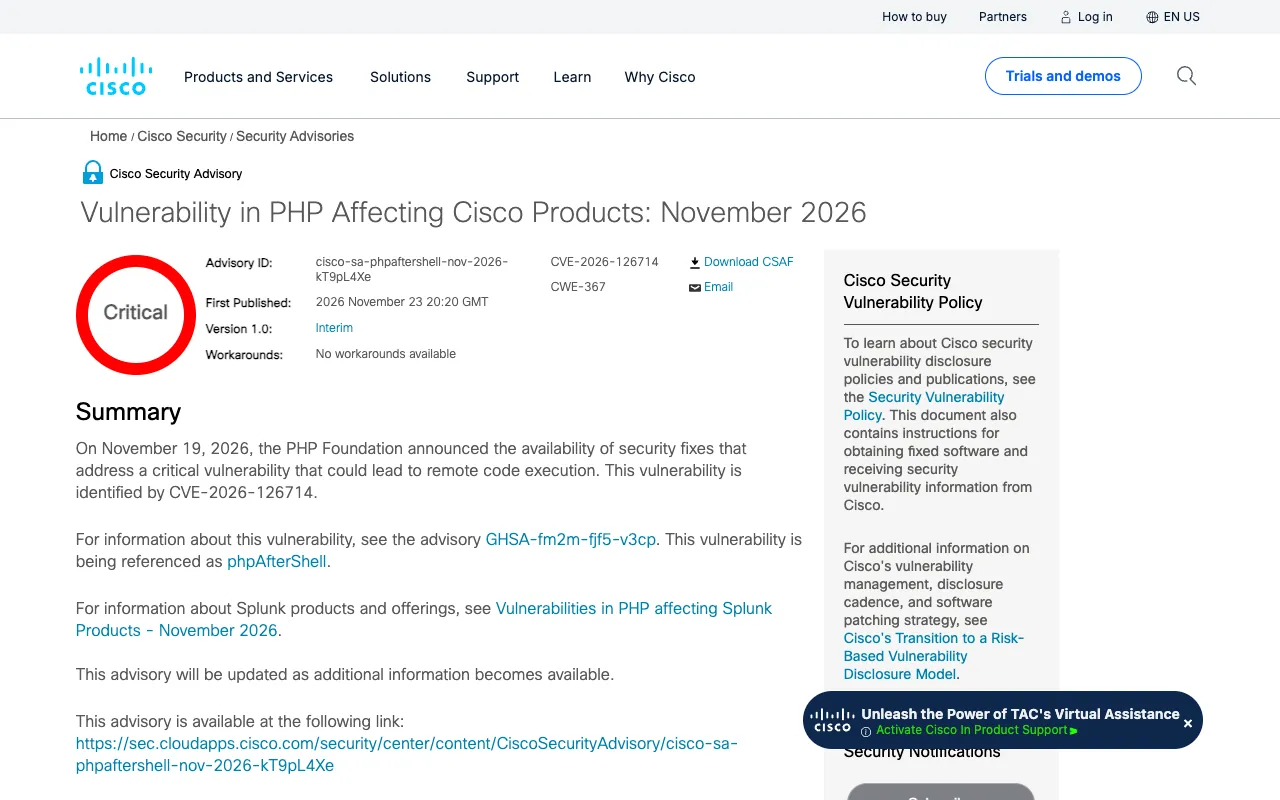 How to buy Partners Log in EN US
CISCO Products and Services Solutions Support Learn Why Cisco Trials and demos
Home / Cisco Security / Security Advisories
Cisco Security Advisory
Vulnerability in PHP Affecting Cisco Products: November 2026
Critical
Advisory ID: cisco-sa-phpaftershell-nov-2026-
kT9pL4Xe
First Published: 2026 November 23 20:20 GMT
Version 1.0: Interim
Workarounds: No workarounds available
CVE-2026-126714
CWE-367
Download CSAF
Email
Summary
On November 19, 2026, the PHP Foundation announced the availability of security fixes that
address a critical vulnerability that could lead to remote code execution. This vulnerability is
identified by CVE-2026-126714.
For information about this vulnerability, see the advisory GHSA-fm2m-fjf5-v3cp. This vulnerability is
being referenced as phpAfterShell.
For information about Splunk products and offerings, see Vulnerabilities in PHP affecting Splunk
Products - November 2026.
This advisory will be updated as additional information becomes available.
This advisory is available at the following link:
https://sec.cloudapps.cisco.com/security/center/content/CiscoSecurityAdvisory/cisco-sa-
phpaftershell-nov-2026-kT9pL4Xe
Cisco Security
Vulnerability Policy
To learn about Cisco security
vulnerability disclosure
policies and publications, see
the Security Vulnerability
Policy. This document also
contains instructions for
obtaining fixed software and
receiving security
vulnerability information from
Cisco.
For additional information on
Cisco's vulnerability
management, disclosure
cadence, and software
patching strategy, see
Cisco's Transition to a Risk-
Based Vulnerability
Disclosure Model.
CISCO Unleash the Power of TAC's Virtual Assistance ×
Activate Cisco In Product Support
Security Notifications